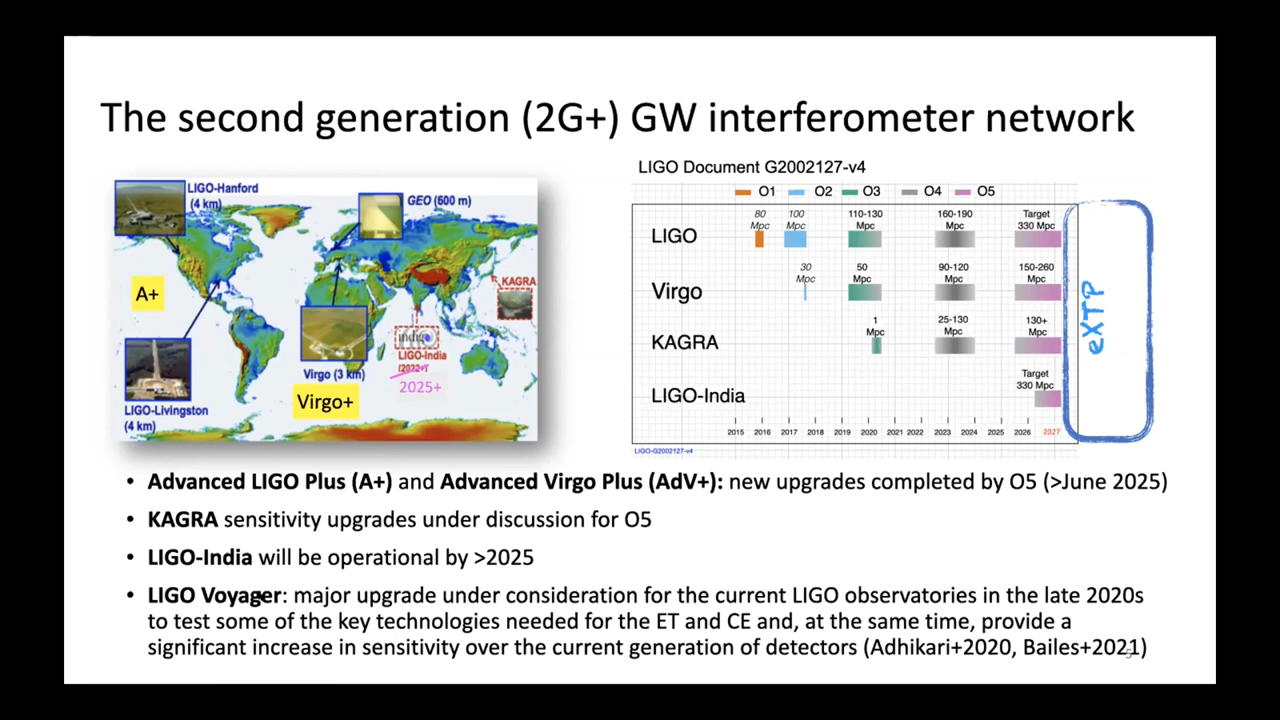 The second generation (2G+) GW interferometer network
LIGO-Hanford
(4 km)
GEO (600 m)
A+
KAGRA
indig
LIGO-India
2025+
Virgo (3 km)
Virgo+
LIGO-Livingston
(4 km)
LIGO Document G2002127-v4
O1 O2 O3 O4 O5
80 Mpc 100 Mpc 110-130 Mpc 160-190 Mpc Target 330 Mpc
LIGO
30 Mpc 50 Mpc 90-120 Mpc 150-260 Mpc
Virgo
1 Mpc 25-130 Mpc 130+ Mpc
KAGRA
Target 330 Mpc
LIGO-India
2015 2016 2017 2018 2019 2020 2021 2022 2023 2024 2025 2026 2027
LIGO-G2002127-v4
eXTP
• Advanced LIGO Plus (A+) and Advanced Virgo Plus (AdV+): new upgrades completed by O5 (>June 2025)
• KAGRA sensitivity upgrades under discussion for O5
• LIGO-India will be operational by >2025
• LIGO Voyager: major upgrade under consideration for the current LIGO observatories in the late 2020s
to test some of the key technologies needed for the ET and CE and, at the same time, provide a
significant increase in sensitivity over the current generation of detectors (Adhikari+2020, Bailes+2021)